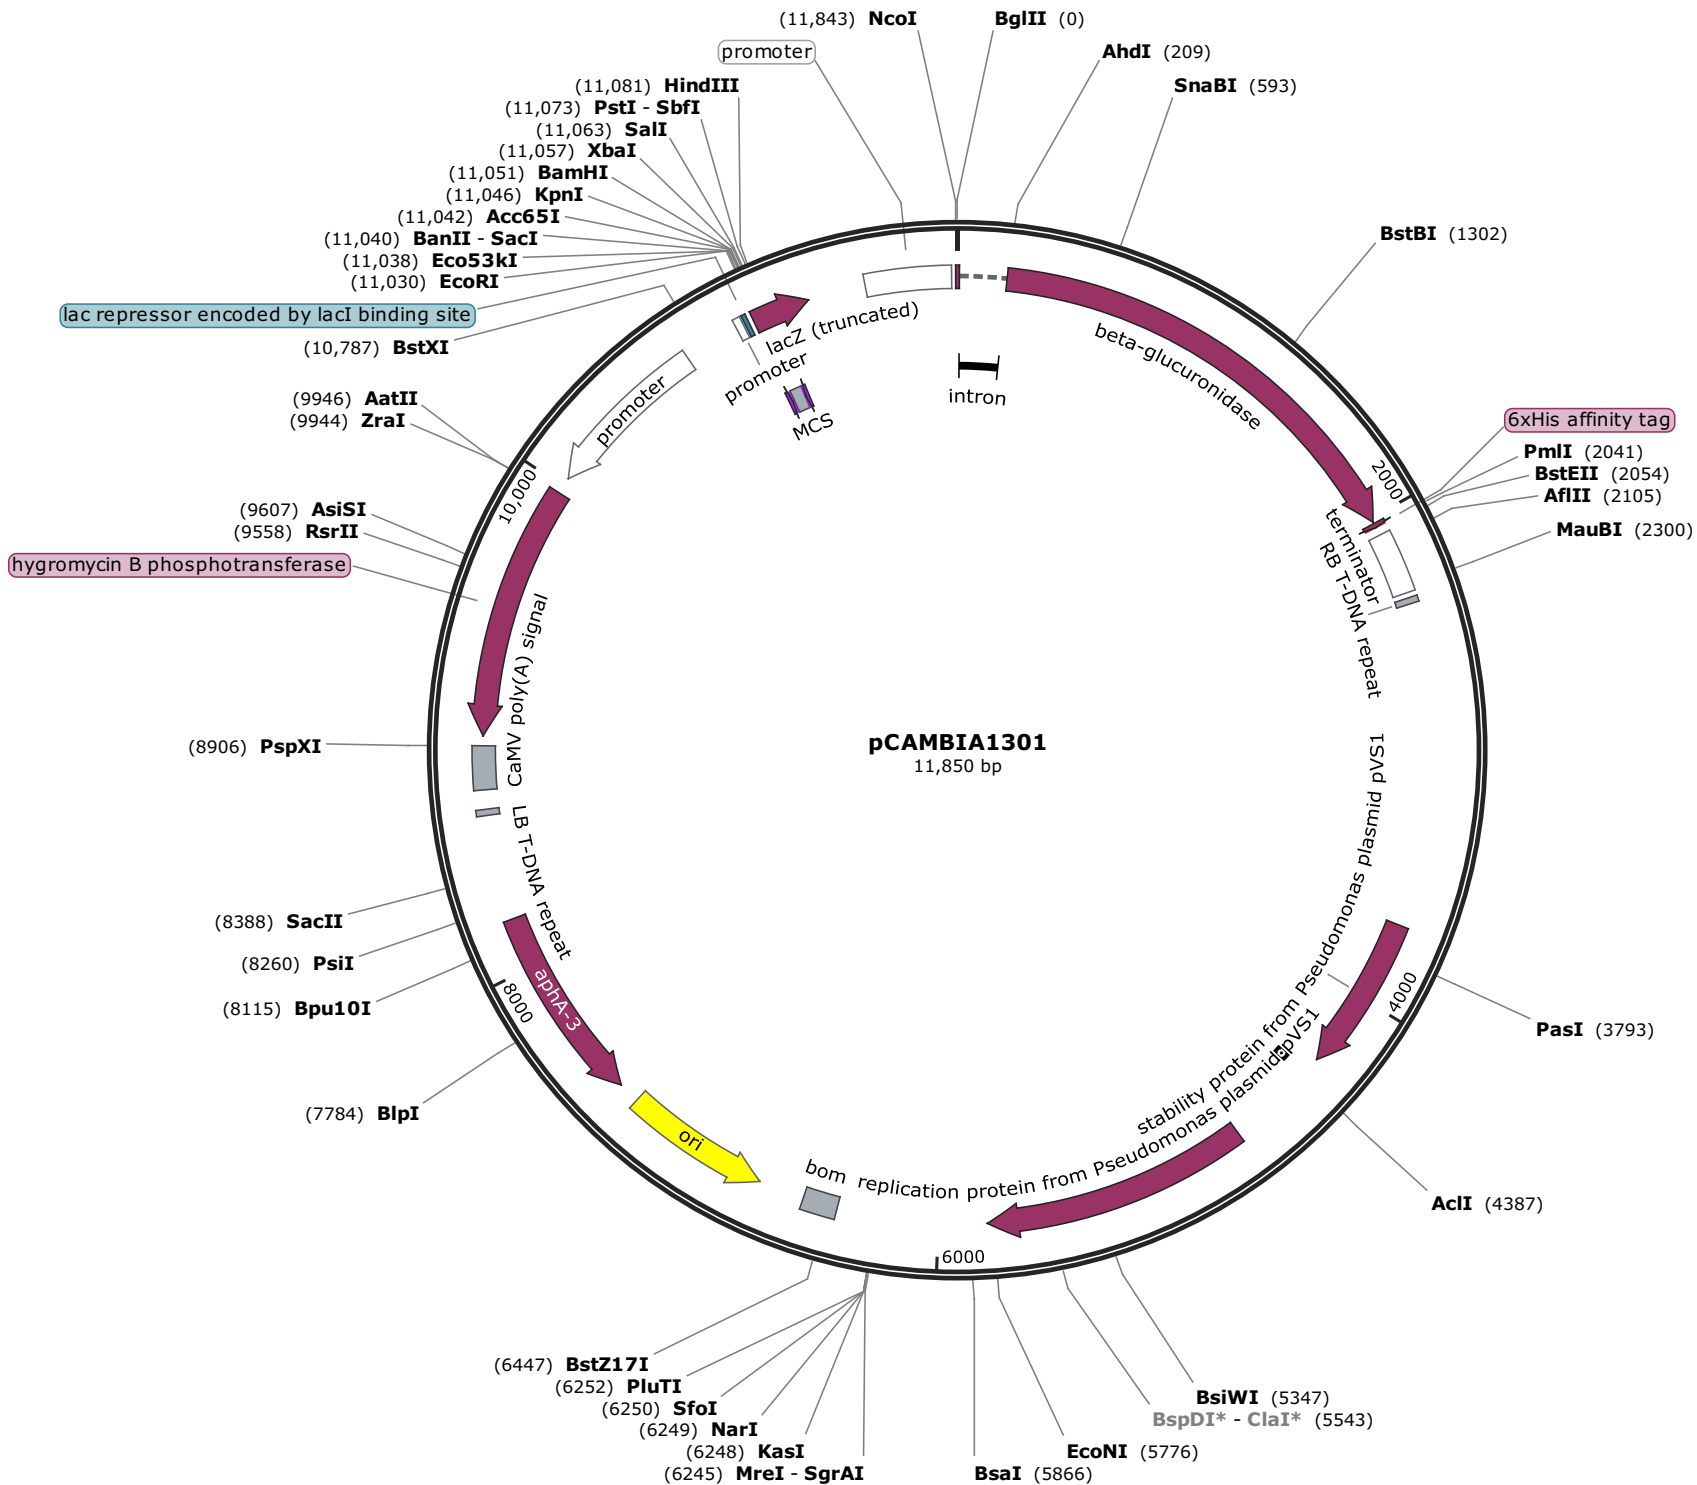 (11,843) NcoI
BglII (0)
promoter
AhdI (209)
(11,081) HindIII
SnaBI (593)
(11,073) PstI - SbfI
(11,063) SalI
(11,057) XbaI
(11,051) BamHI
(11,046) KpnI
(11,042) Acc65I
(11,040) BanII - SacI
(11,038) Eco53kI
(11,030) EcoRI
lac repressor encoded by lacI binding site
(10,787) BstXI
BstBI (1302)
lacZ (truncated)
promoter
MCS
promoter
intron
beta-glucuronidase
(9946) AatII
(9944) ZraI
10,000
2000
6xHis affinity tag
PmlI (2041)
BstEII (2054)
AflII (2105)
MauBI (2300)
terminator
RB T-DNA repeat
(9607) AsiSI
(9558) RsrII
hygromycin B phosphotransferase
CaMV poly(A) signal
(8906) PspXI
pCAMBIA1301
11,850 bp
LB T-DNA repeat
stability protein from Pseudomonas plasmid pVS1
(8388) SacII
(8260) PsiI
(8115) Bpu10I
8000
aphA-3
4000
PasI (3793)
(7784) BlpI
ori
bom
replication protein from Pseudomonas plasmid pVS1
AclI (4387)
6000
(6447) BstZ17I
(6252) PluTI
(6250) SfoI
(6249) NarI
(6248) KasI
(6245) MreI - SgrAI
BsiWI (5347)
BspDI* - ClaI* (5543)
EcoNI (5776)
BsaI (5866)